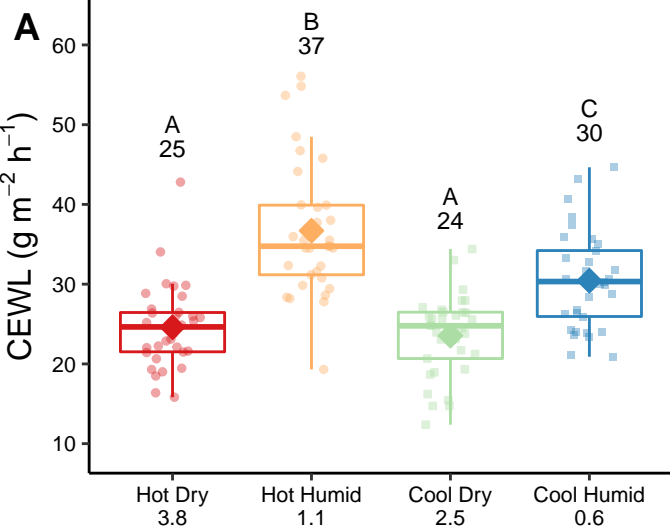 A
CEWL (g m⁻² h⁻¹)
60
50
40
30
20
10
A
25
B
37
A
24
C
30
Hot Dry
3.8
Hot Humid
1.1
Cool Dry
2.5
Cool Humid
0.6